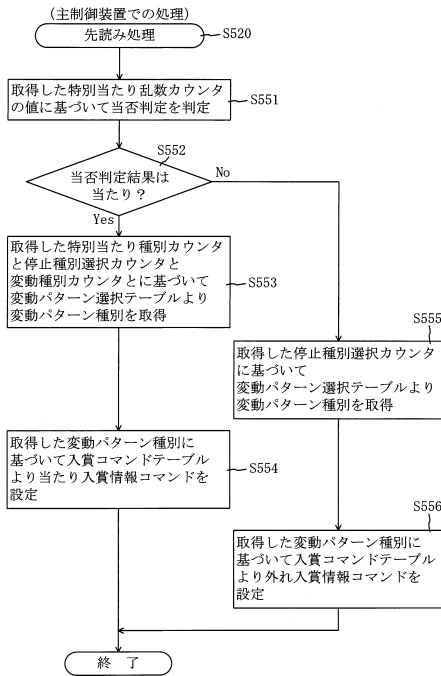 (主制御装置での処理)
先読み処理
S520
取得した特別当たり乱数カウンタ
の値に基づいて当否判定を判定
S551
S552
当否判定結果は
当たり？
No
Yes
取得した特別当たり種別カウンタ
と停止種別選択カウンタと
変動種別カウンタとに基づいて
変動パターン選択テーブルより
変動パターン種別を取得
S553
S555
取得した停止種別選択カウンタ
に基づいて
変動パターン選択テーブルより
変動パターン種別を取得
取得した変動パターン種別に
基づいて入賞コマンドテーブル
より当たり入賞情報コマンドを
設定
S554
S556
取得した変動パターン種別に
基づいて入賞コマンドテーブル
より外れ入賞情報コマンドを
設定
終 了